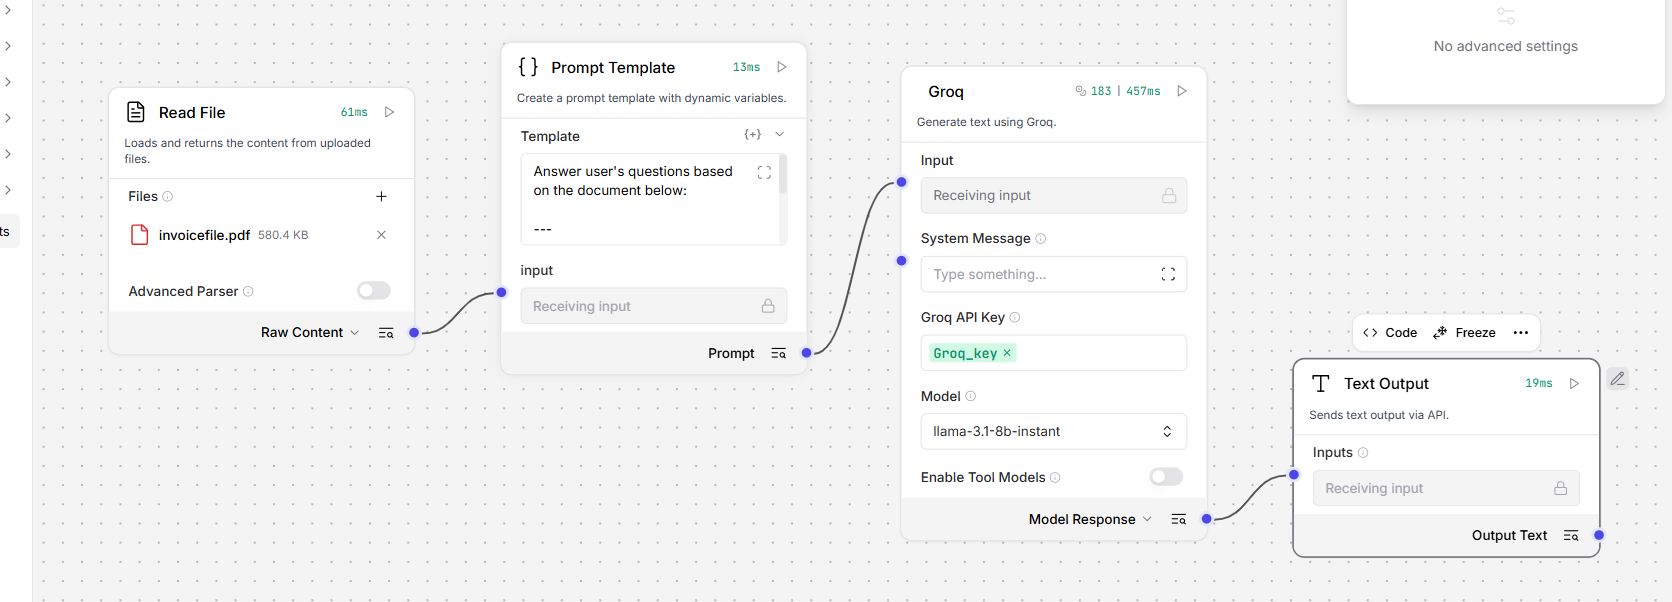 ts
Read File
61ms
Loads and returns the content from uploaded
files.
Files
invoicefile.pdf 580.4 KB
Advanced Parser
Raw Content
{ } Prompt Template
13ms
Create a prompt template with dynamic variables.
Template
{+}
Answer user's questions based
on the document below:
---
input
Receiving input
Prompt
Groq
183 | 457ms
Generate text using Groq.
Input
Receiving input
System Message
Type something...
Groq API Key
Groq_key ×
Model
llama-3.1-8b-instant
Enable Tool Models
Model Response
No advanced settings
Code
Freeze
T Text Output
19ms
Sends text output via API.
Inputs
Receiving input
Output Text